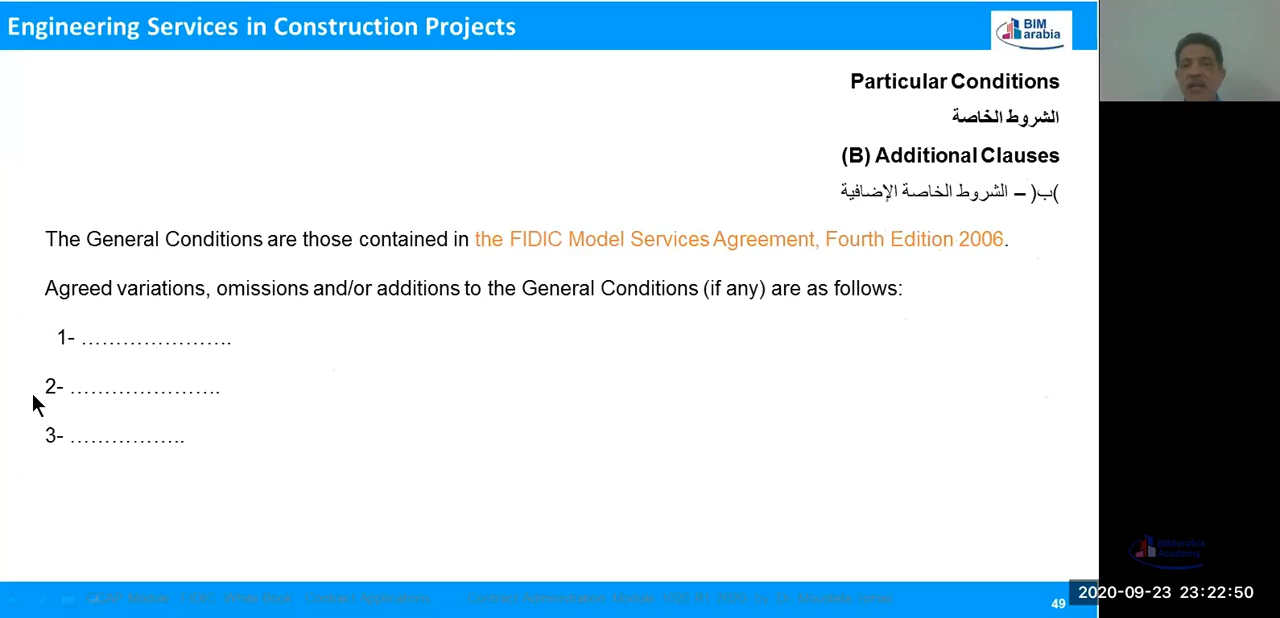 Engineering Services in Construction Projects
BIM
arabia
Particular Conditions
الشروط الخاصة
(B) Additional Clauses
)ب( – الشروط الخاصة الإضافية
The General Conditions are those contained in the FIDIC Model Services Agreement, Fourth Edition 2006.
Agreed variations, omissions and/or additions to the General Conditions (if any) are as follows:
1- ………………….
2- ………………….
3- ……………..
BIMarabia
Academy
49
2020-09-23 23:22:50